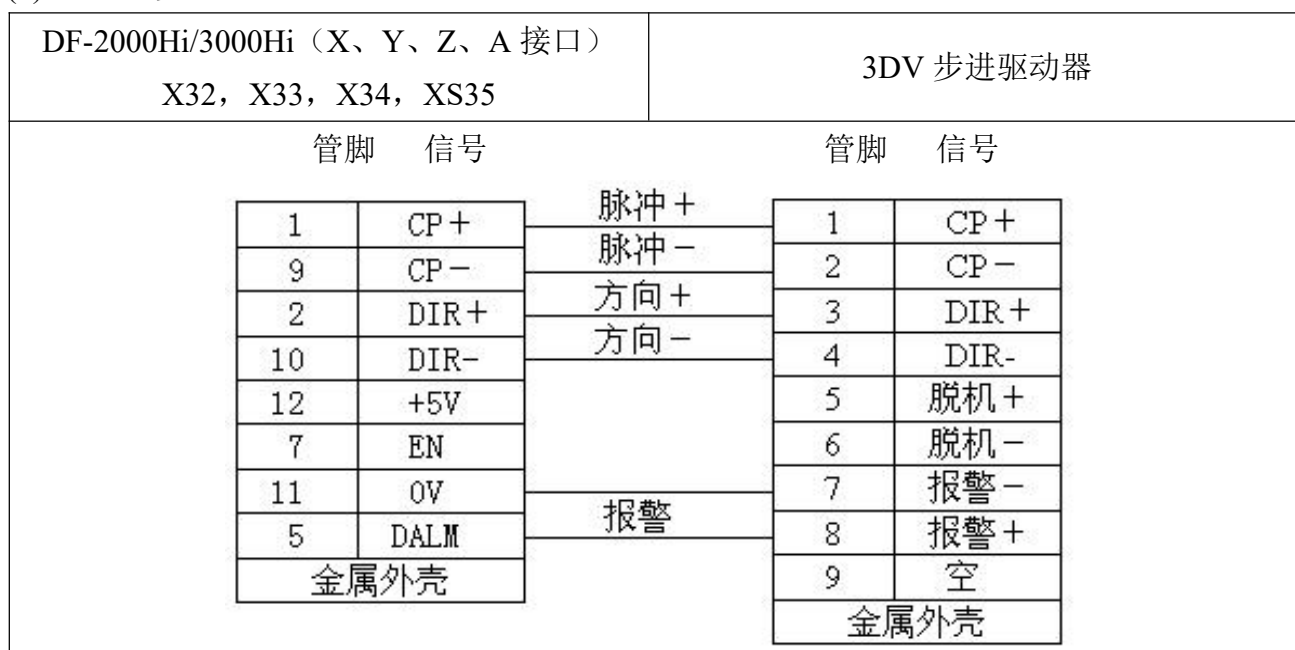 DF-2000Hi/3000Hi（X、Y、Z、A 接口）
X32，X33，X34，XS35
3DV 步进驱动器
管脚 信号
管脚 信号
1 CP＋
9 CP－
2 DIR＋
10 DIR-
12 +5V
7 EN
11 0V
5 DALM
金属外壳
脉冲＋
脉冲－
方向＋
方向－
报警
1 CP＋
2 CP－
3 DIR＋
4 DIR-
5 脱机＋
6 脱机－
7 报警－
8 报警＋
9 空
金属外壳